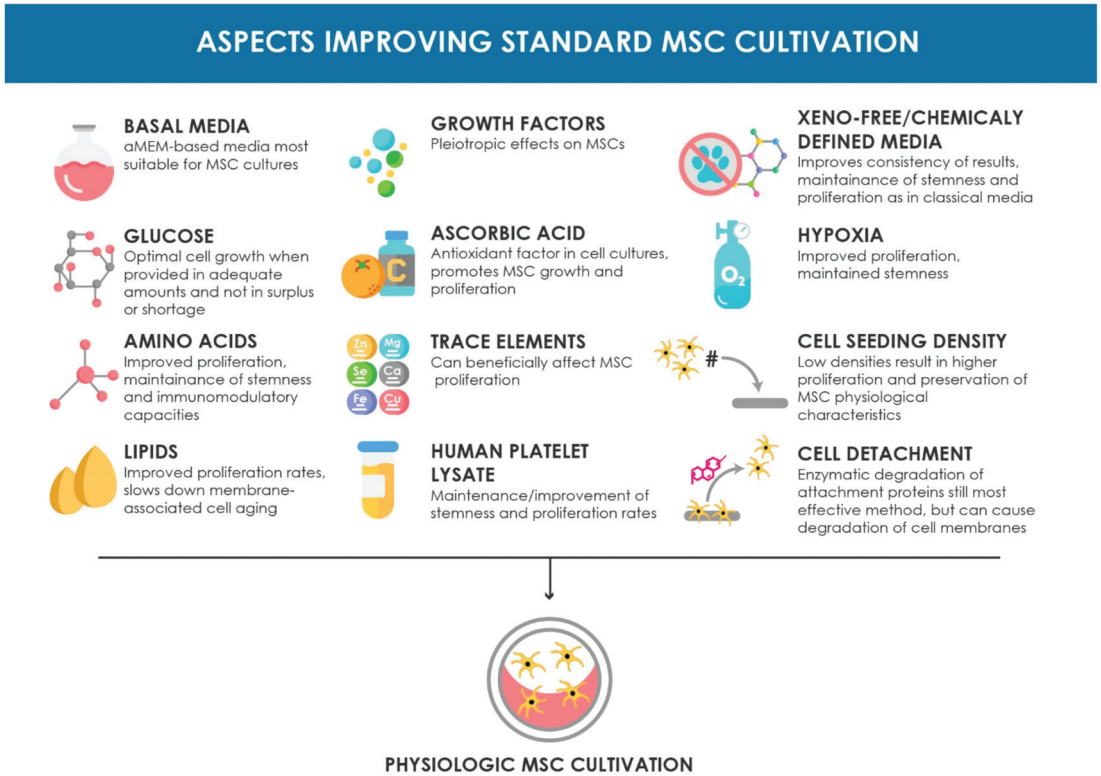 ASPECTS IMPROVING STANDARD MSC CULTIVATION
BASAL MEDIA
αMEM-based media most
suitable for MSC cultures
GLUCOSE
Optimal cell growth when
provided in adequate
amounts and not in surplus
or shortage
AMINO ACIDS
Improved proliferation,
maintainance of stemness
and immunomodulatory
capacities
LIPIDS
Improved proliferation rates,
slows down membrane-
associated cell aging
GROWTH FACTORS
Pleiotropic effects on MSCs
C
ASCORBIC ACID
Antioxidant factor in cell cultures,
promotes MSC growth and
proliferation
Zn Mg
Se Ca
Fe Cu
TRACE ELEMENTS
Can beneficially affect MSC
proliferation
HUMAN PLATELET
LYSATE
Maintenance/improvement of
stemness and proliferation rates
XENO-FREE/CHEMICALY
DEFINED MEDIA
Improves consistency of results,
maintainance of stemness and
proliferation as in classical media
O2
HYPOXIA
Improved proliferation,
maintained stemness
#
CELL SEEDING DENSITY
Low densities result in higher
proliferation and preservation of
MSC physiological
characteristics
CELL DETACHMENT
Enzymatic degradation of
attachment proteins still most
effective method, but can cause
degradation of cell membranes
PHYSIOLOGIC MSC CULTIVATION